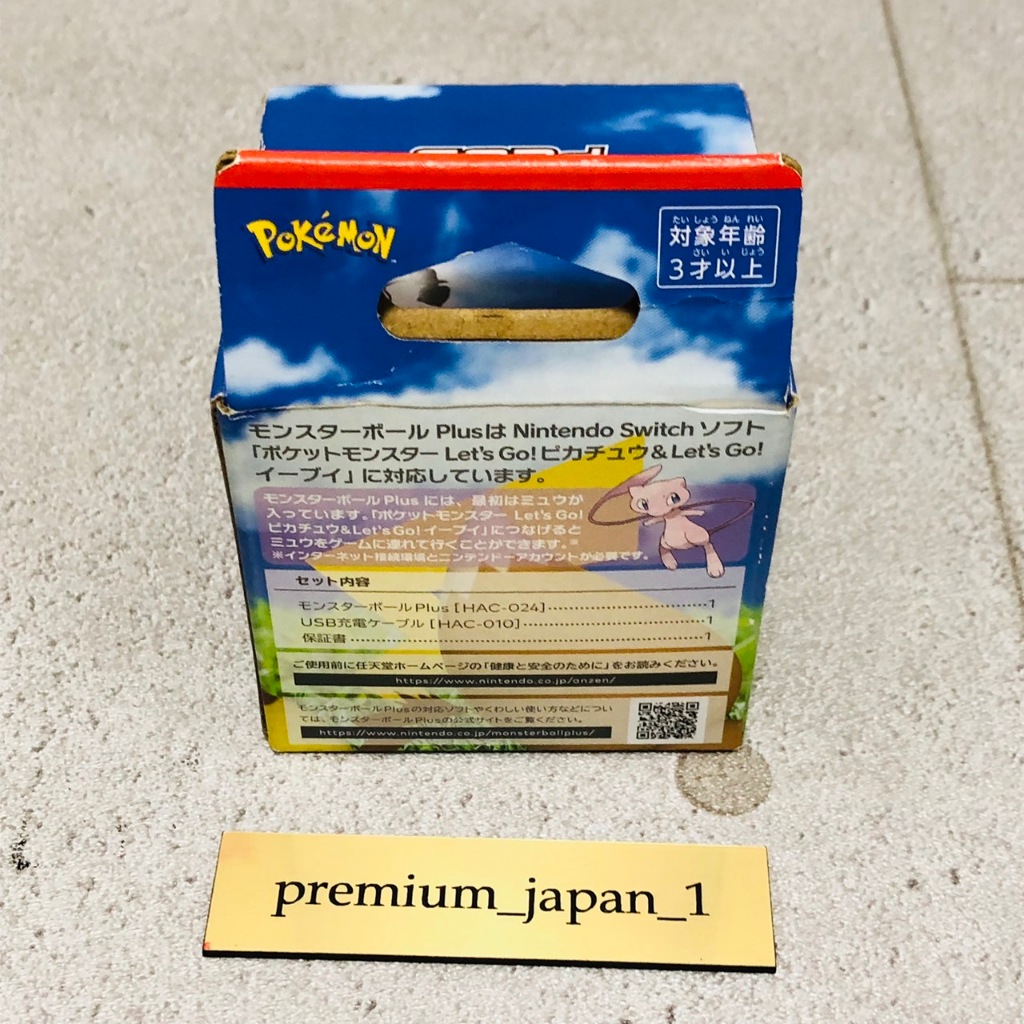 POKéMON
たいしょうねんれい
対象年齢
さいいじょう
3才以上
モンスターボール Plusは Nintendo Switch ソフト
「ポケットモンスター Let's Go! ピカチュウ&Let's Go!
イーブイ」に対応しています。
モンスターボール Plus には、最初はミュウが
入っています。「ポケットモンスター Let's Go!
ピカチュウ&Let's Go! イーブイ」につなげると
ミュウをゲームに連れて行くことができます。※
※インターネット接続環境とニンテンドーアカウントが必要です。
セット内容
モンスターボール Plus [HAC-024]……………………1
USB充電ケーブル [HAC-010]……………………1
保証書……………………1
ご使用前に任天堂ホームページの「健康と安全のために」をお読みください。
https://www.nintendo.co.jp/anzen/
モンスターボール Plusの対応ソフトやくわしい使い方などについ
ては、モンスターボール Plusの公式サイトをご覧ください。
https://www.nintendo.co.jp/monsterballplus/
premium_japan_1